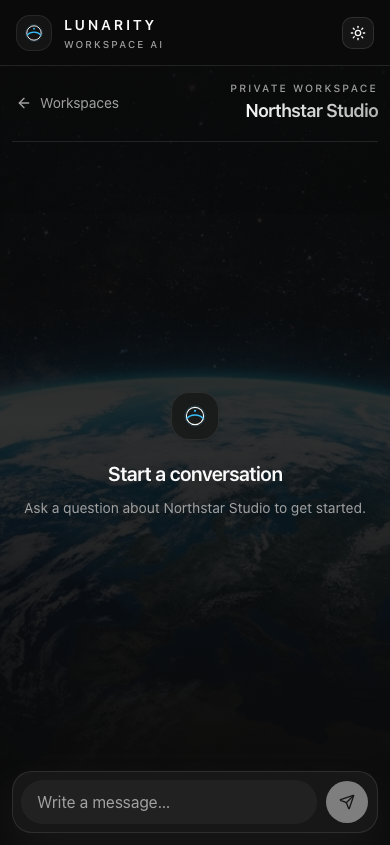 LUNARITY
WORKSPACE AI
Workspaces
PRIVATE WORKSPACE
Northstar Studio
Start a conversation
Ask a question about Northstar Studio to get started.
Write a message...